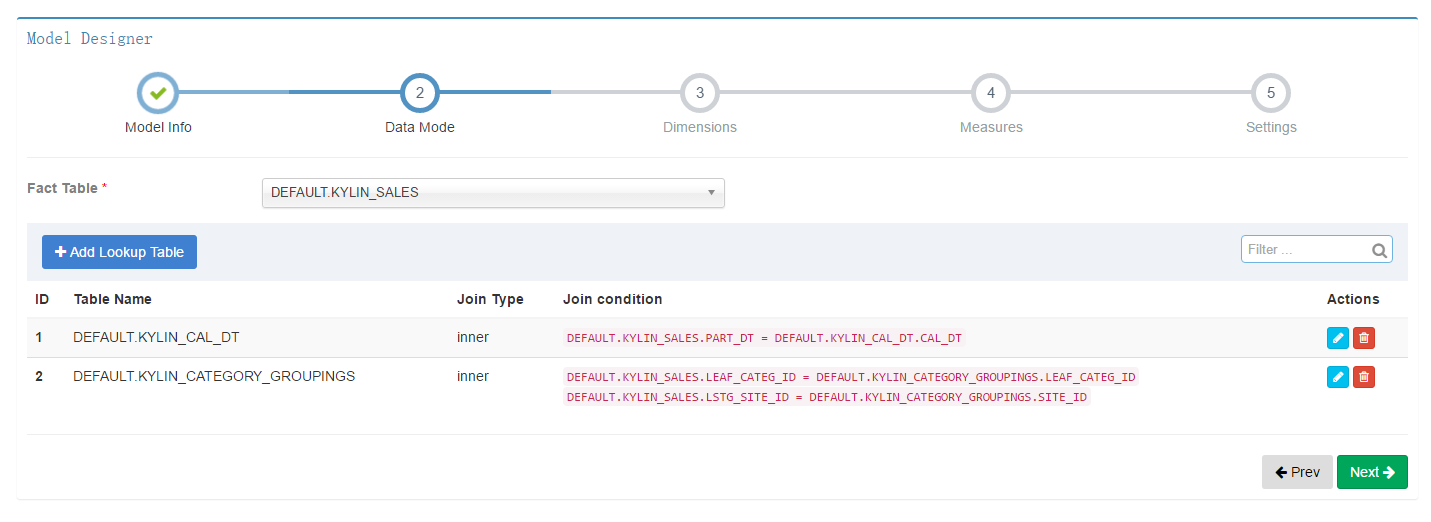 Model Designer
2 3 4 5
Model Info Data Mode Dimensions Measures Settings
Fact Table * DEFAULT.KYLIN_SALES
Add Lookup Table Filter ...
ID Table Name Join Type Join condition Actions
1 DEFAULT.KYLIN_CAL_DT inner DEFAULT.KYLIN_SALES.PART_DT = DEFAULT.KYLIN_CAL_DT.CAL_DT
2 DEFAULT.KYLIN_CATEGORY_GROUPINGS inner DEFAULT.KYLIN_SALES.LEAF_CATEG_ID = DEFAULT.KYLIN_CATEGORY_GROUPINGS.LEAF_CATEG_ID
DEFAULT.KYLIN_SALES.LSTG_SITE_ID = DEFAULT.KYLIN_CATEGORY_GROUPINGS.SITE_ID
Prev Next